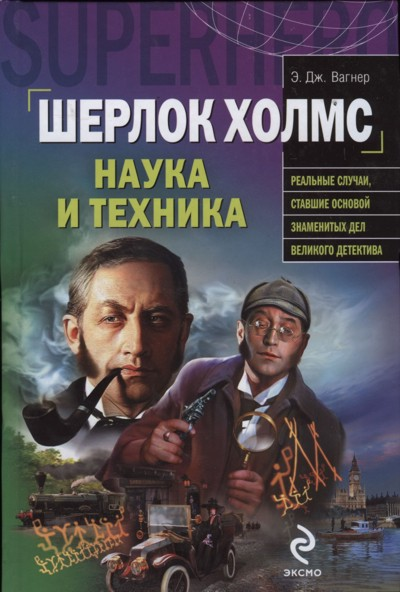 SUPERHERO
Э. Дж. Вагнер
ШЕРЛОК ХОЛМС
НАУКА
И ТЕХНИКА
РЕАЛЬНЫЕ СЛУЧАИ,
СТАВШИЕ ОСНОВОЙ
ЗНАМЕНИТЫХ ДЕЛ
ВЕЛИКОГО ДЕТЕКТИВА
ЭКСМО